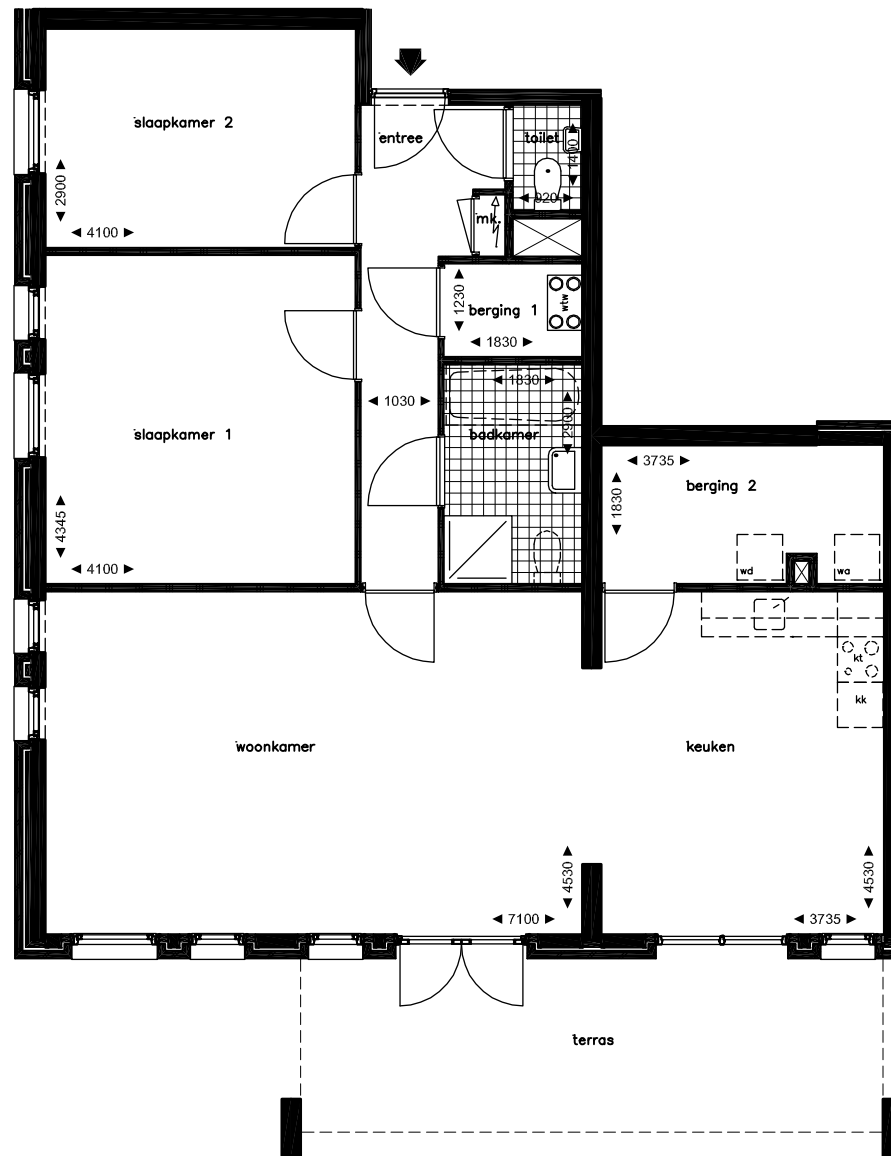 slaapkamer 2
2900
4100
entree
toilet
1400
920
mk.
1230
berging 1
wtw
1830
slaapkamer 1
4345
4100
1030
1830
2900
badkamer
3735
1830
berging 2
wd
wa
kt
kk
woonkamer
keuken
4530
7100
4530
3735
terras